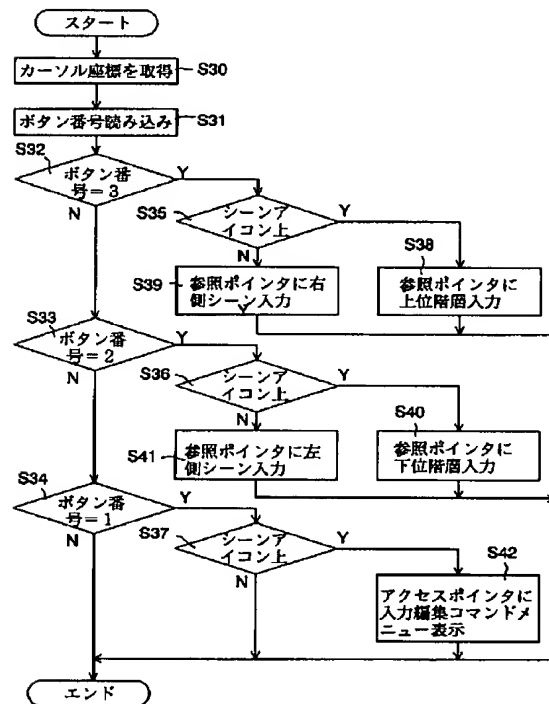 スタート
カーソル座標を取得
S30
ボタン番号読み込み
S31
S32
ボタン番
号=3
Y
N
S35
シーンア
イコン上
Y
N
S39
参照ポインタに右
側シーン入力
S38
参照ポインタに
上位階層入力
S33
ボタン番
号=2
Y
N
S36
シーンア
イコン上
Y
N
S41
参照ポインタに左
側シーン入力
S40
参照ポインタに
下位階層入力
S34
ボタン番
号=1
Y
N
S37
シーンア
イコン上
Y
N
S42
アクセスポインタに
入力編集コマンドメ
ニュー表示
エンド